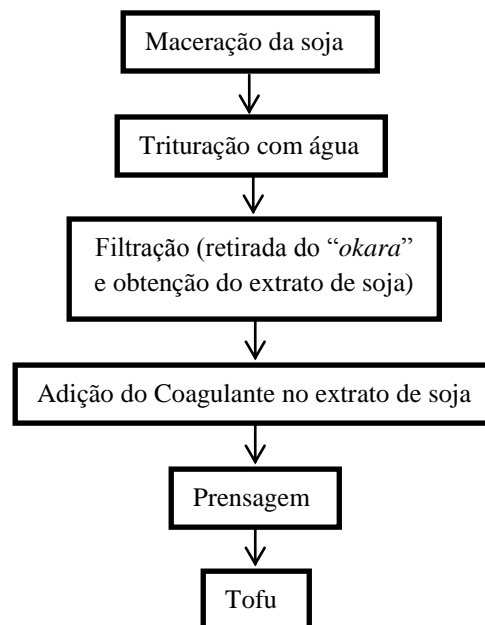 Maceração da soja
Trituração com água
Filtração (retirada do “okara”
e obtenção do extrato de soja)
Adição do Coagulante no extrato de soja
Prensagem
Tofu